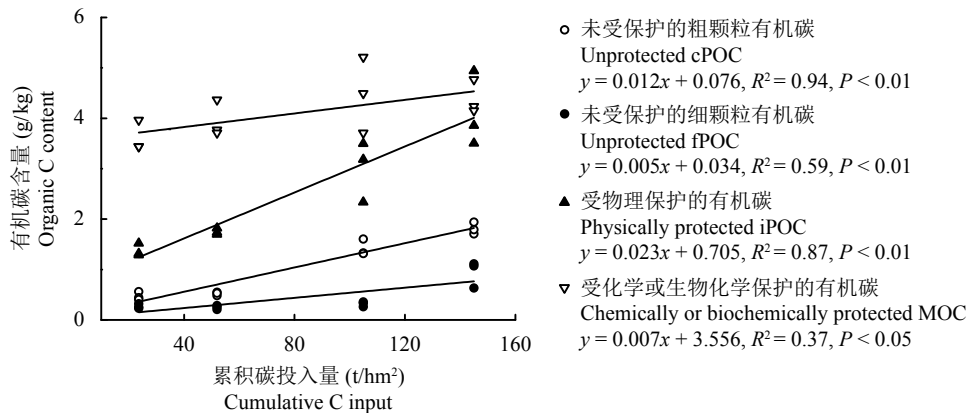 6
4
2
0
40
80
120
160
有机碳含量 (g/kg)
Organic C content
累积碳投入量 (t/hm²)
Cumulative C input
未受保护的粗颗粒有机碳
Unprotected cPOC
y = 0.012x + 0.076, R² = 0.94, P < 0.01
未受保护的细颗粒有机碳
Unprotected fPOC
y = 0.005x + 0.034, R² = 0.59, P < 0.01
受物理保护的有机碳
Physically protected iPOC
y = 0.023x + 0.705, R² = 0.87, P < 0.01
受化学或生物化学保护的有机碳
Chemically or biochemically protected MOC
y = 0.007x + 3.556, R² = 0.37, P < 0.05